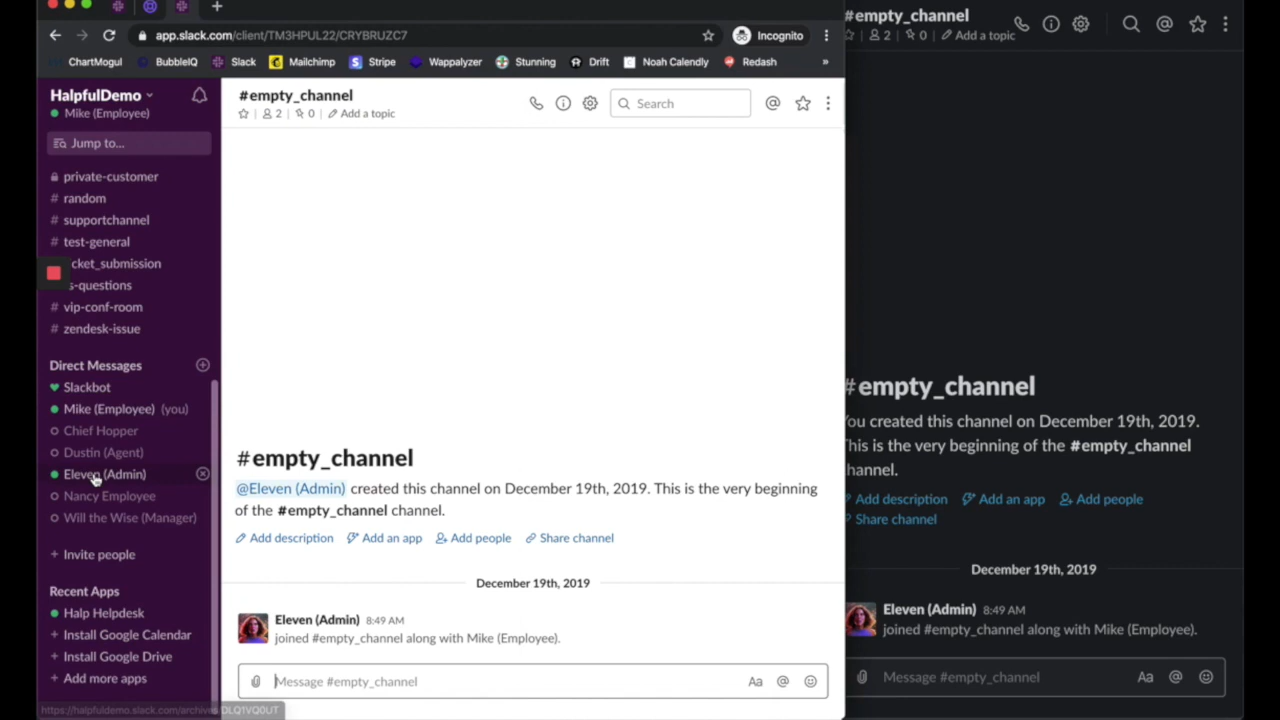 app.slack.com/client/TM3HPUL22/CRYBRUZC7
Incognito
ChartMogul
BubbleIQ
Slack
Mailchimp
Stripe
Wappalyzer
Stunning
Drift
Noah Calendly
Redash
»
HalpfulDemo
Mike (Employee)
Jump to...
private-customer
# random
# supportchannel
# test-general
cket_submission
s-questions
# vip-conf-room
# zendesk-issue
Direct Messages
Slackbot
Mike (Employee) (you)
Chief Hopper
Dustin (Agent)
Eleven (Admin)
Nancy Employee
Will the Wise (Manager)
+ Invite people
Recent Apps
Halp Helpdesk
+ Install Google Calendar
+ Install Google Drive
+ Add more apps
https://halpfuldemo.slack.com/archives/DLQ1VQ0UT
#empty_channel
| 2 | 0 | Add a topic
Search
#empty_channel
@Eleven (Admin) created this channel on December 19th, 2019. This is the very beginning
of the #empty_channel channel.
Add description Add an app Add people Share channel
December 19th, 2019
Eleven (Admin) 8:49 AM
joined #empty_channel along with Mike (Employee).
Message #empty_channel
Aa @
#empty_channel
| 2 | 0 | Add a topic
#empty_channel
You created this channel on December 19th, 2019.
This is the very beginning of the #empty_channel
channel.
Add description Add an app Add people
Share channel
December 19th, 2019
Eleven (Admin) 8:49 AM
joined #empty_channel along with Mike (Employee).
Message #empty_channel
Aa @